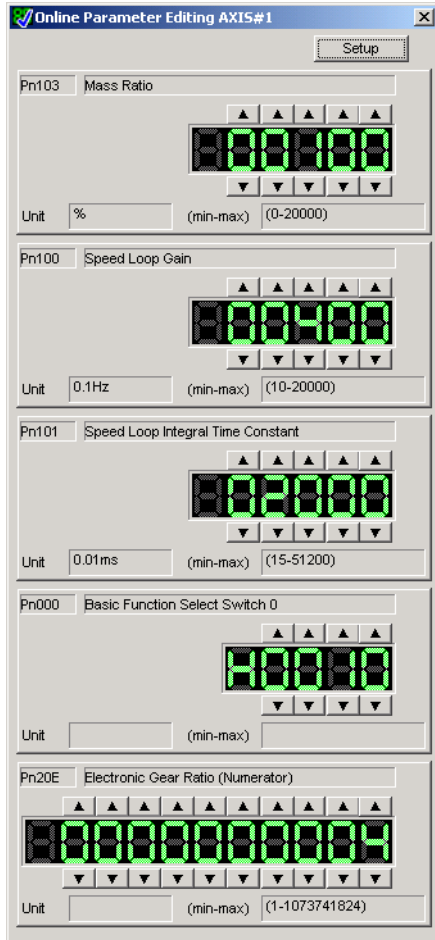 Online Parameter Editing AXIS#1
Setup
Pn103 Mass Ratio
00100
Unit % (min-max) (0-20000)
Pn100 Speed Loop Gain
00400
Unit 0.1Hz (min-max) (10-20000)
Pn101 Speed Loop Integral Time Constant
02000
Unit 0.01ms (min-max) (15-51200)
Pn000 Basic Function Select Switch 0
H0010
Unit (min-max)
Pn20E Electronic Gear Ratio (Numerator)
0000000004
Unit (min-max) (1-1073741824)